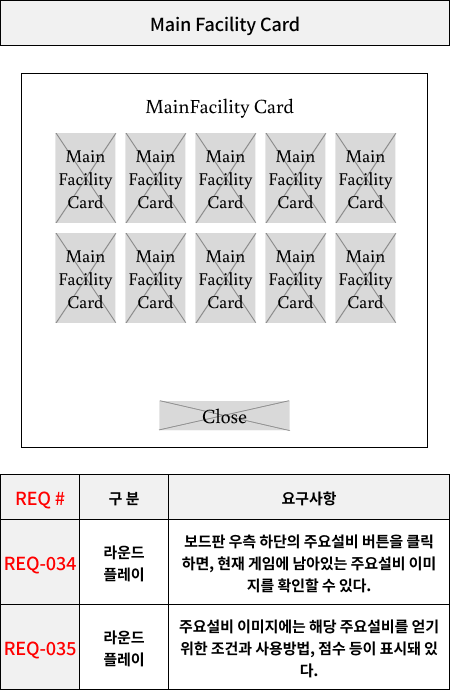 Main Facility Card
MainFacility Card
Main Main Main Main Main
Facility Facility Facility Facility Facility
Card Card Card Card Card
Main Main Main Main Main
Facility Facility Facility Facility Facility
Card Card Card Card Card
Close
REQ # 구 분 요구사항
REQ-034
라운드
플레이
보드판 우측 하단의 주요설비 버튼을 클릭
하면, 현재 게임에 남아있는 주요설비 이미
지를 확인할 수 있다.
REQ-035
라운드
플레이
주요설비 이미지에는 해당 주요설비를 얻기
위한 조건과 사용방법, 점수 등이 표시돼 있
다.